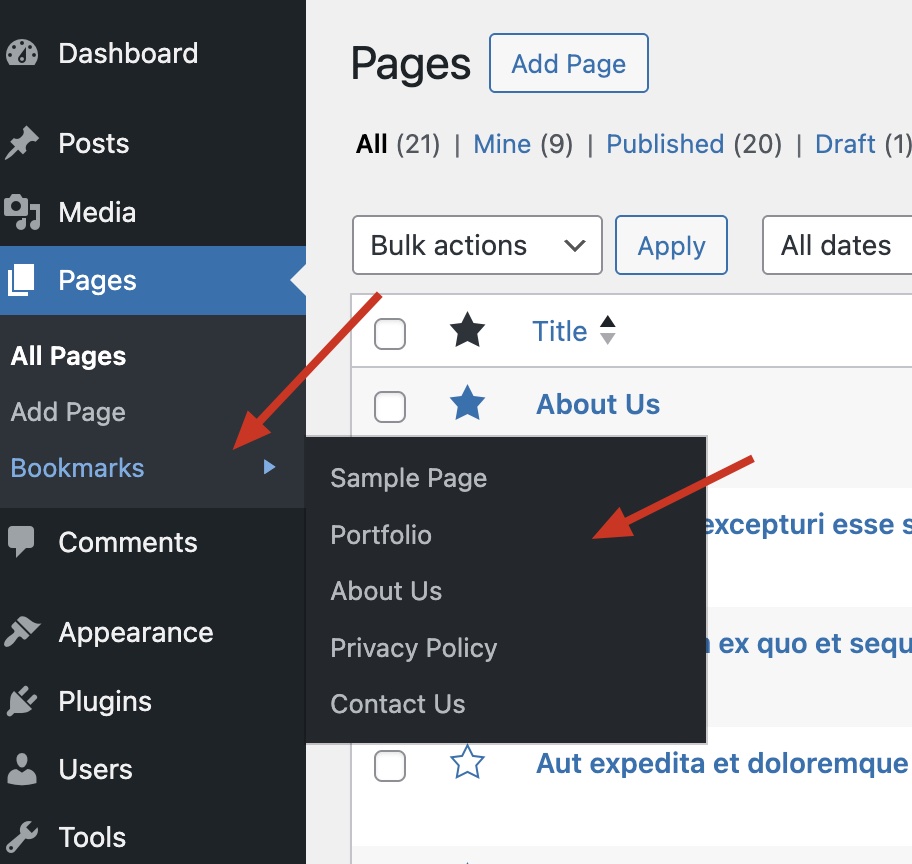 Dashboard
Posts
Media
Pages
All Pages
Add Page
Bookmarks
Comments
Appearance
Plugins
Users
Tools
Pages Add Page
All (21) | Mine (9) | Published (20) | Draft (1)
Bulk actions Apply All dates
Title
About Us
Sample Page
Portfolio
About Us
Privacy Policy
Contact Us
excepturi esse s
ex quo et sequ
Aut expedita et doloremque